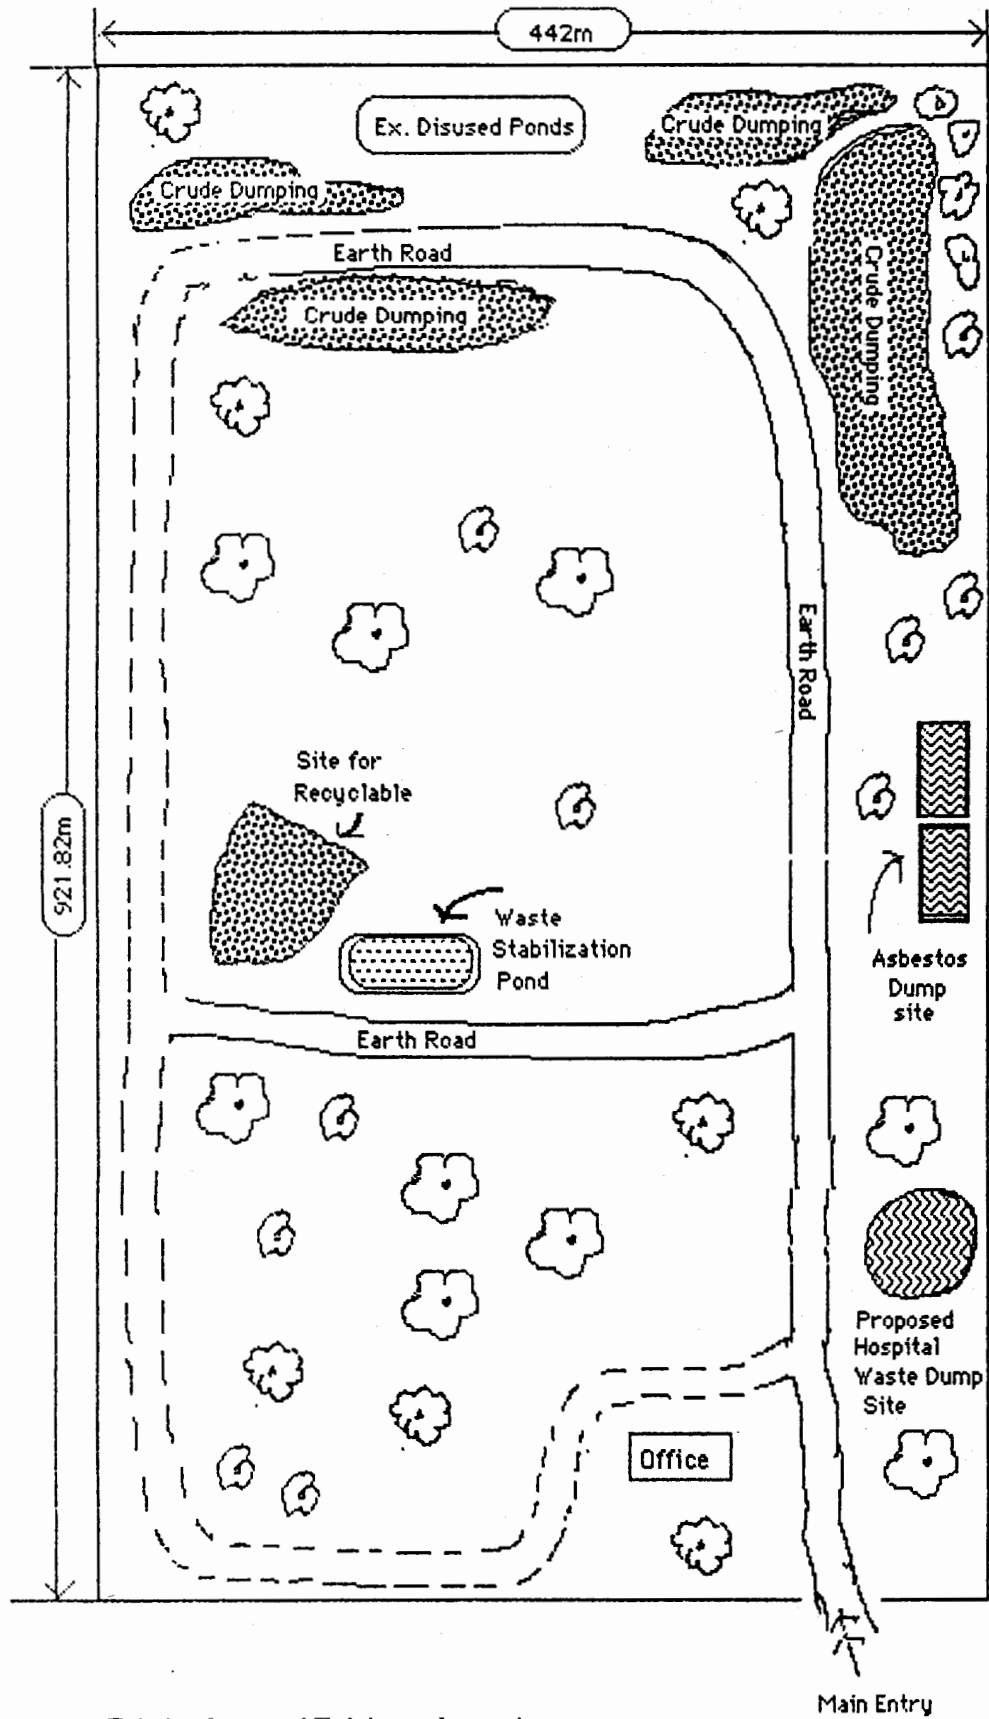 442m
Ex. Disused Ponds
Crude Dumping
Crude Dumping
Earth Road
Crude Dumping
Crude Dumping
Earth Road
Site for
Recyclable
921.82m
Waste
Stabilization
Pond
Asbestos
Dump
site
Earth Road
Proposed
Hospital
Waste Dump
Site
Office
Main Entry